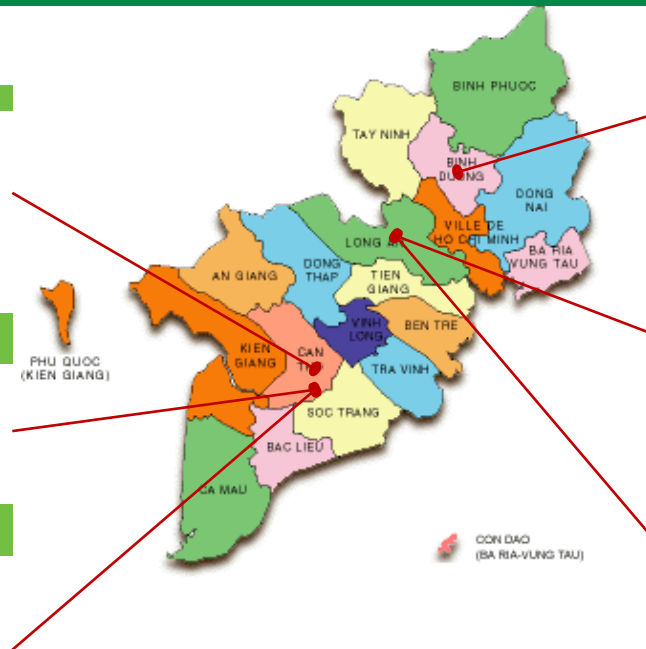 BINH PHUOC
TAY NINH
BINH
DUONG
DONG
NAI
VILLE DE
HO CHI MINH
BA RIA
VUNG TAU
LONG AN
DONG
THAP
AN GIANG
TIEN
GIANG
VINH
LONG
BEN TRE
KIEN
GIANG
CAN
TRA VINH
PHU QUOC
(KIEN GIANG)
SOC TRANG
BAC LIEU
CA MAU
CON DAO
(BA RIA-VUNG TAU)